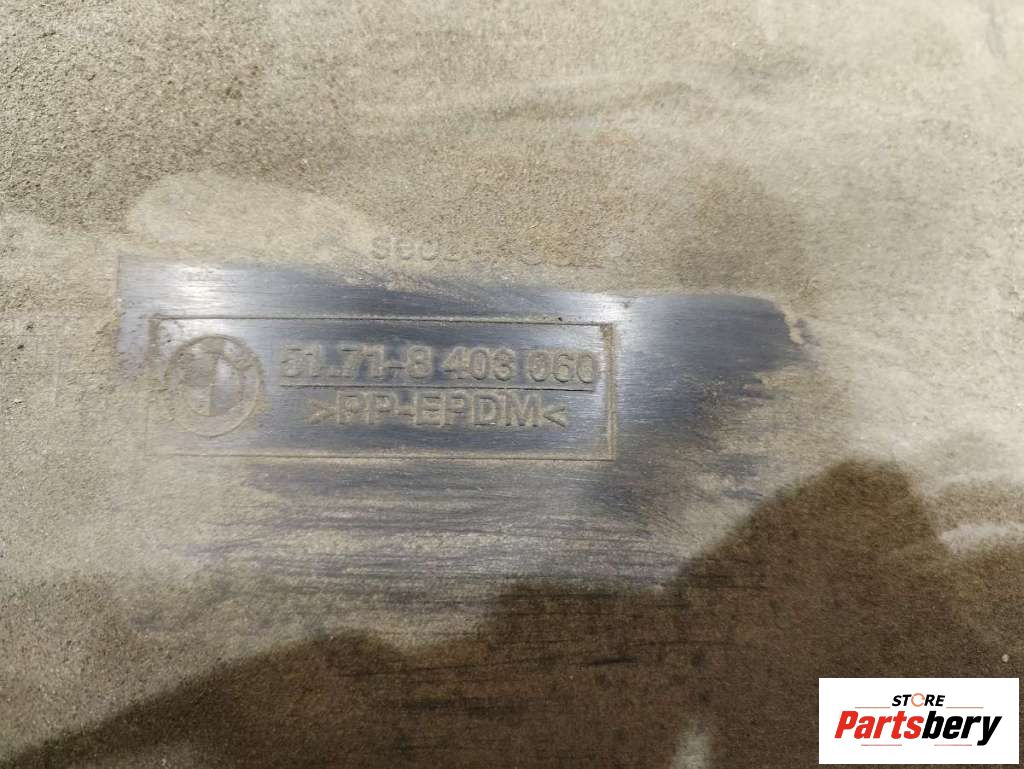 51.71-8 403 060
>PP-EPDM<
STORE
Partsbery